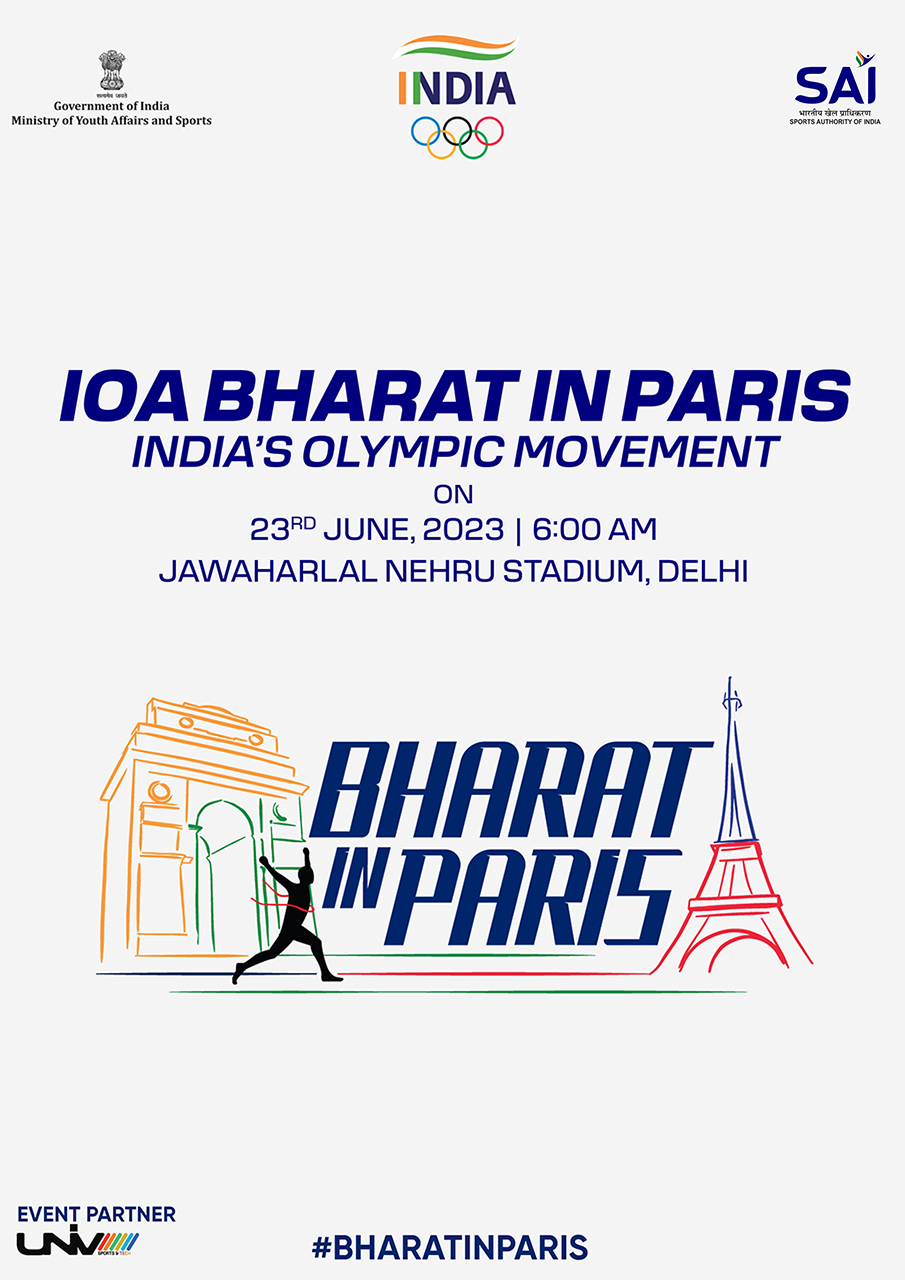 सत्यमेव जयते
Government of India
Ministry of Youth Affairs and Sports
INDIA
SAI
भारतीय खेल प्राधिकरण
SPORTS AUTHORITY OF INDIA
IOA BHARAT IN PARIS
INDIA'S OLYMPIC MOVEMENT
ON
23RD JUNE, 2023 | 6:00 AM
JAWAHARLAL NEHRU STADIUM, DELHI
BHARAT
IN PARIS
EVENT PARTNER
UNIV
SPORTS & TECH
#BHARATINPARIS